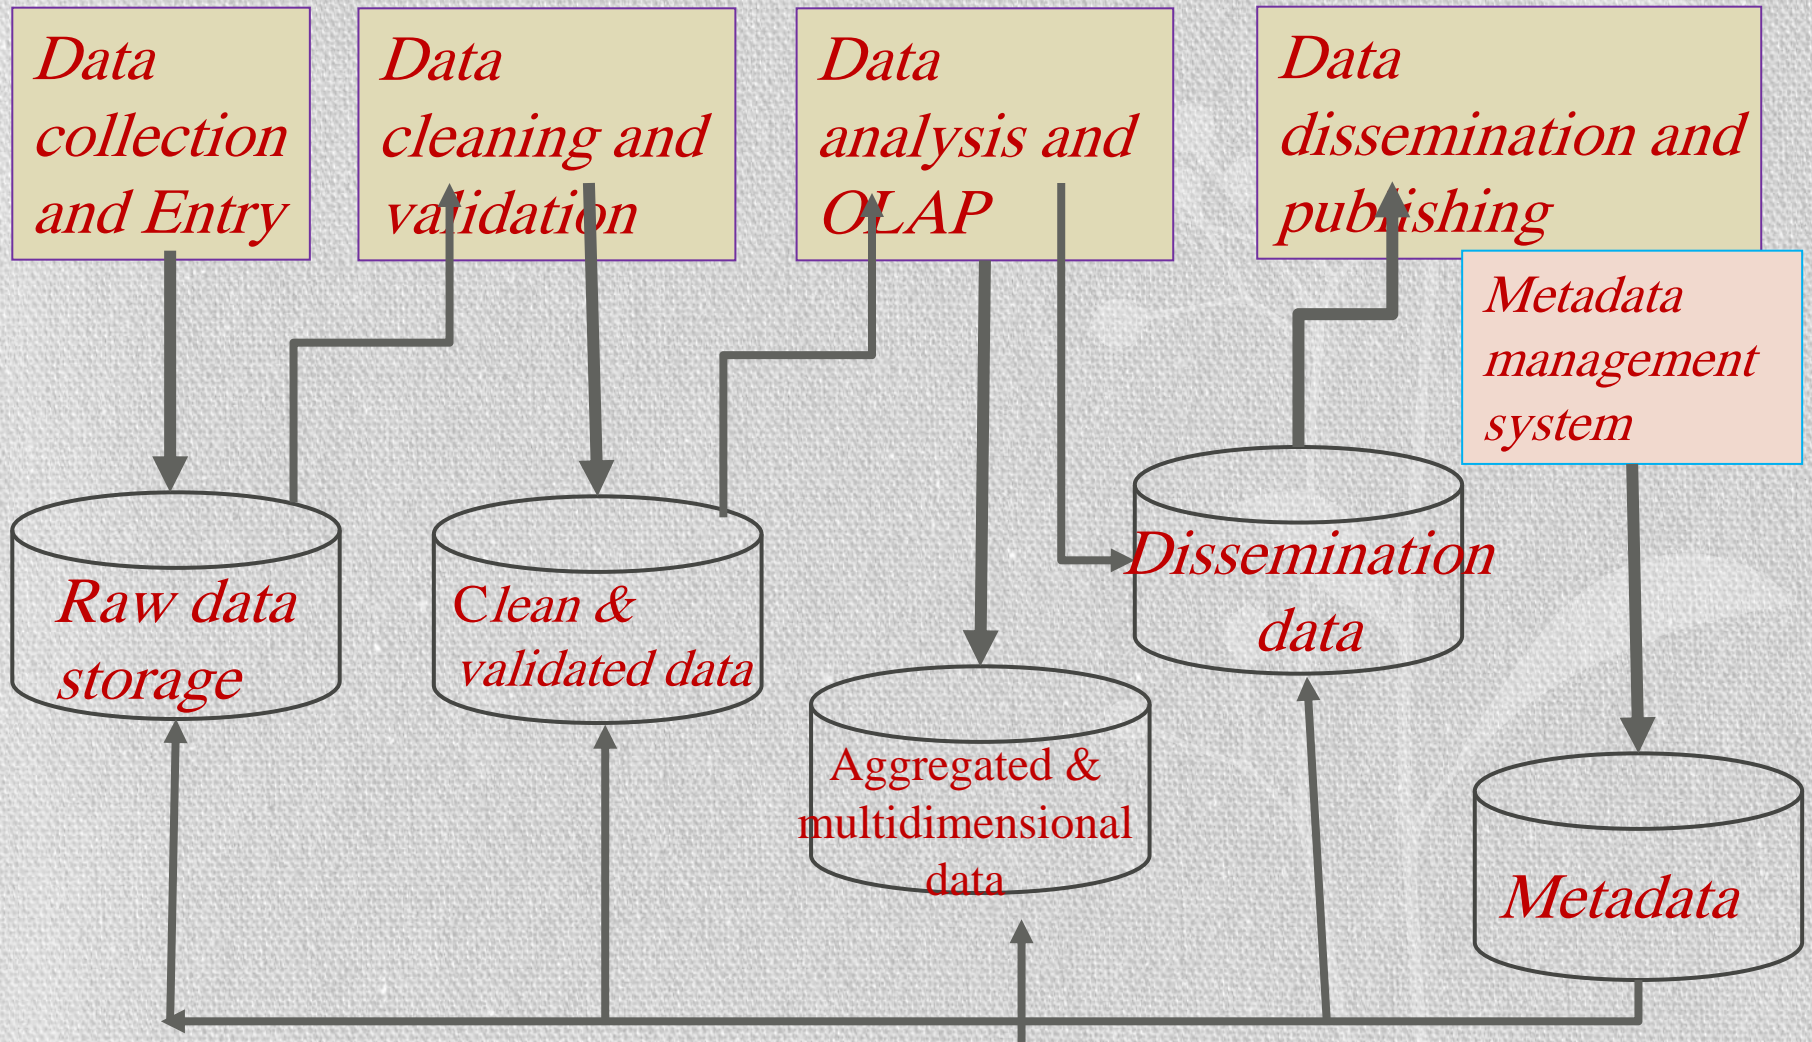 Data
collection
and Entry
Data
cleaning and
validation
Data
analysis and
OLAP
Data
dissemination and
publishing
Metadata
management
system
Raw data
storage
Clean &
validated data
Aggregated &
multidimensional
data
Dissemination
data
Metadata